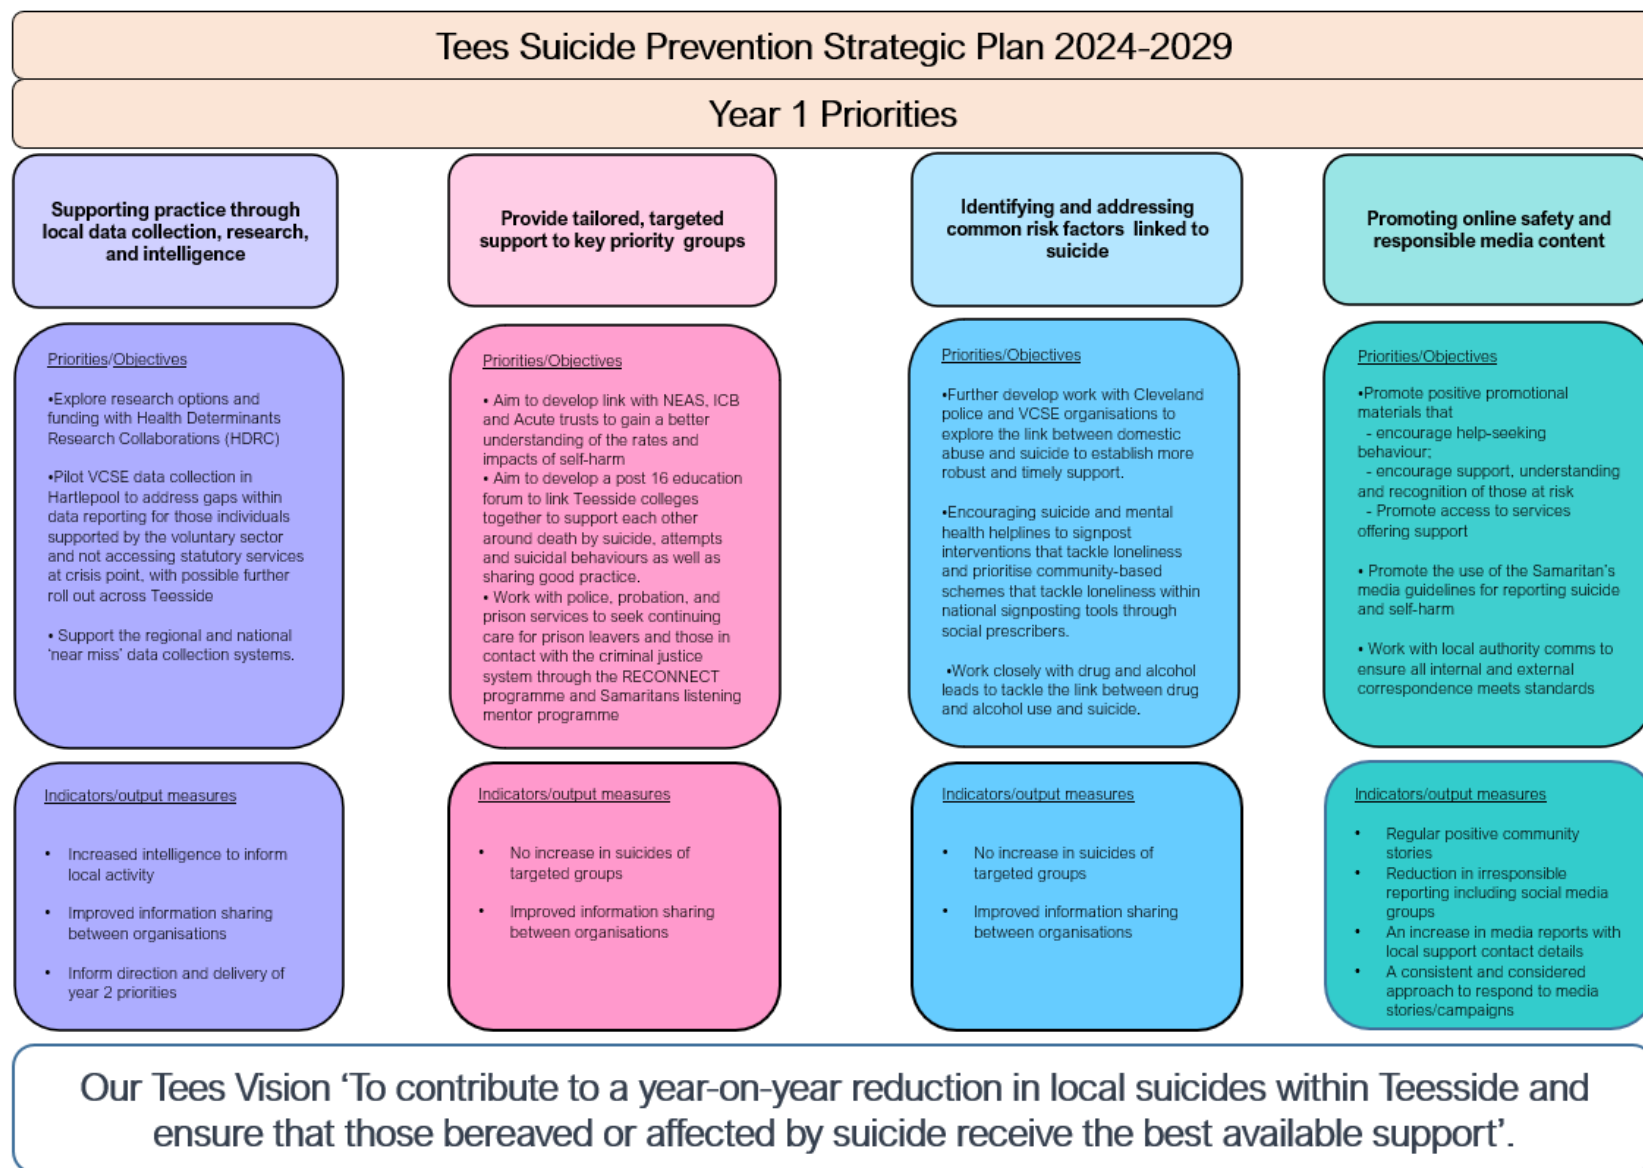 Tees Suicide Prevention Strategic Plan 2024-2029
Year 1 Priorities
Supporting practice through
local data collection, research,
and intelligence
Priorities/Objectives
•Explore research options and
funding with Health Determinants
Research Collaborations (HDRC)
•Pilot VCSE data collection in
Hartlepool to address gaps within
data reporting for those individuals
supported by the voluntary sector
and not accessing statutory services
at crisis point, with possible further
roll out across Teesside
• Support the regional and national
'near miss' data collection systems.
Indicators/output measures
• Increased intelligence to inform
local activity
• Improved information sharing
between organisations
• Inform direction and delivery of
year 2 priorities
Provide tailored, targeted
support to key priority groups
Priorities/Objectives
• Aim to develop link with NEAS, ICB
and Acute trusts to gain a better
understanding of the rates and
impacts of self-harm
• Aim to develop a post 16 education
forum to link Teesside colleges
together to support each other
around death by suicide, attempts
and suicidal behaviours as well as
sharing good practice.
• Work with police, probation, and
prison services to seek continuing
care for prison leavers and those in
contact with the criminal justice
system through the RECONNECT
programme and Samaritans listening
mentor programme
Indicators/output measures
• No increase in suicides of
targeted groups
• Improved information sharing
between organisations
Identifying and addressing
common risk factors linked to
suicide
Priorities/Objectives
•Further develop work with Cleveland
police and VCSE organisations to
explore the link between domestic
abuse and suicide to establish more
robust and timely support.
•Encouraging suicide and mental
health helplines to signpost
interventions that tackle loneliness
and prioritise community-based
schemes that tackle loneliness within
national signposting tools through
social prescribers.
•Work closely with drug and alcohol
leads to tackle the link between drug
and alcohol use and suicide.
Indicators/output measures
• No increase in suicides of
targeted groups
• Improved information sharing
between organisations
Promoting online safety and
responsible media content
Priorities/Objectives
•Promote positive promotional
materials that
- encourage help-seeking
behaviour;
- encourage support, understanding
and recognition of those at risk
- Promote access to services
offering support
• Promote the use of the Samaritan's
media guidelines for reporting suicide
and self-harm
• Work with local authority comms to
ensure all internal and external
correspondence meets standards
Indicators/output measures
• Regular positive community
stories
• Reduction in irresponsible
reporting including social media
groups
• An increase in media reports with
local support contact details
• A consistent and considered
approach to respond to media
stories/campaigns
Our Tees Vision 'To contribute to a year-on-year reduction in local suicides within Teesside and
ensure that those bereaved or affected by suicide receive the best available support'.